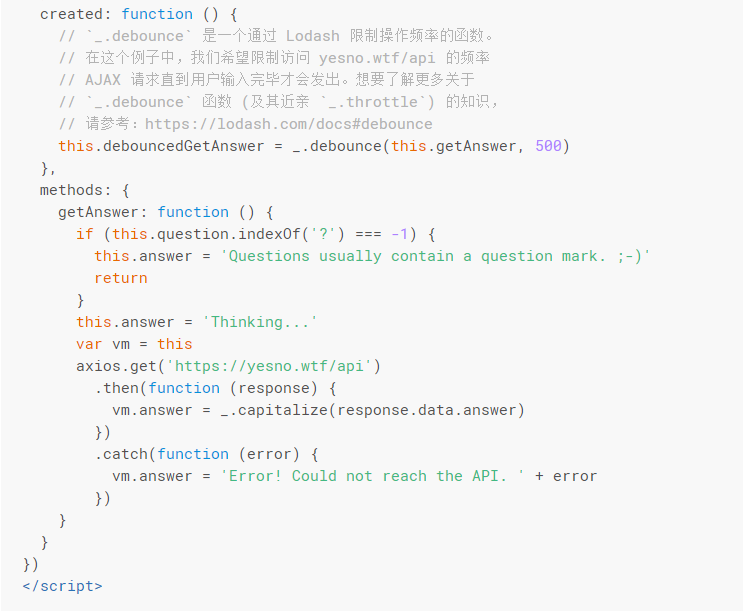 created: function () {
// `_.debounce` 是一个通过 Lodash 限制操作频率的函数。
// 在这个例子中，我们希望限制访问 yesno.wtf/api 的频率
// AJAX 请求直到用户输入完毕才会发出。想要了解更多关于
// `_.debounce` 函数 (及其近亲 `_.throttle`) 的知识，
// 请参考：https://lodash.com/docs#debounce
this.debouncedGetAnswer = _.debounce(this.getAnswer, 500)
},
methods: {
getAnswer: function () {
if (this.question.indexOf('?') === -1) {
this.answer = 'Questions usually contain a question mark. ;-)'
return
}
this.answer = 'Thinking...'
var vm = this
axios.get('https://yesno.wtf/api')
.then(function (response) {
vm.answer = _.capitalize(response.data.answer)
})
.catch(function (error) {
vm.answer = 'Error! Could not reach the API. ' + error
})
}
}
})
</script>